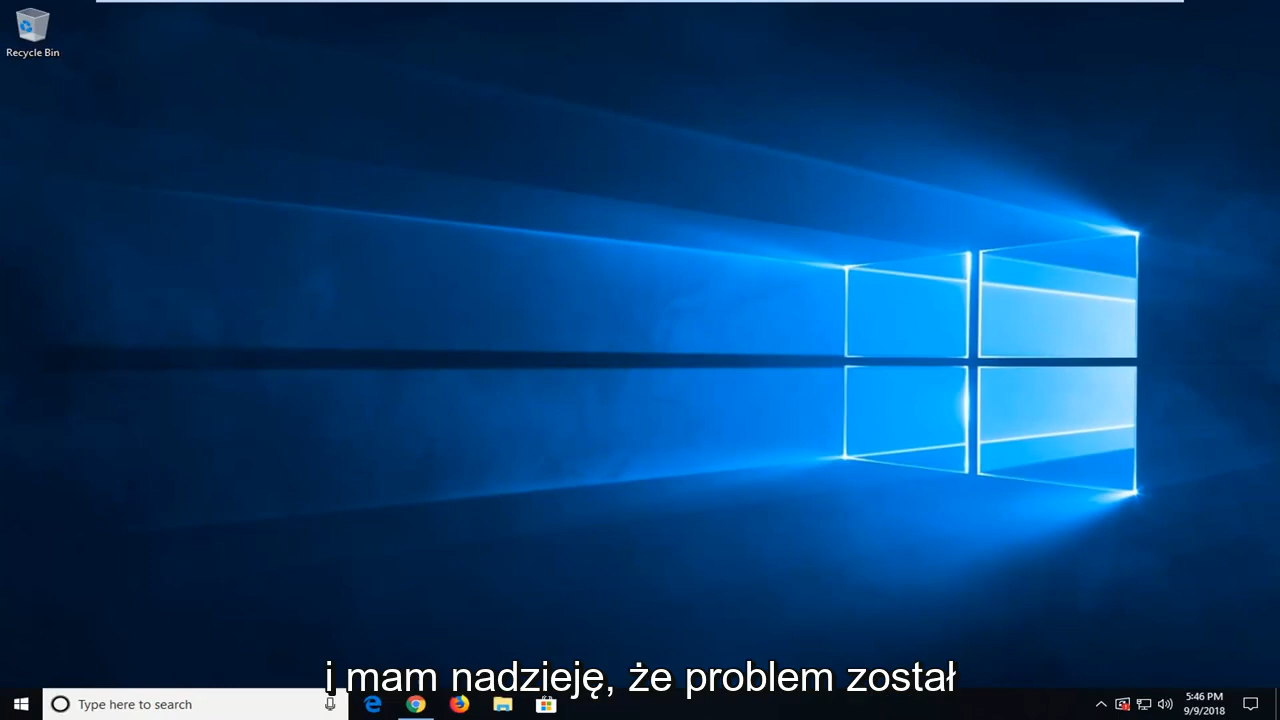 Recycle Bin
i mam nadzieję, że problem został
Type here to search
5:46 PM
9/9/2018